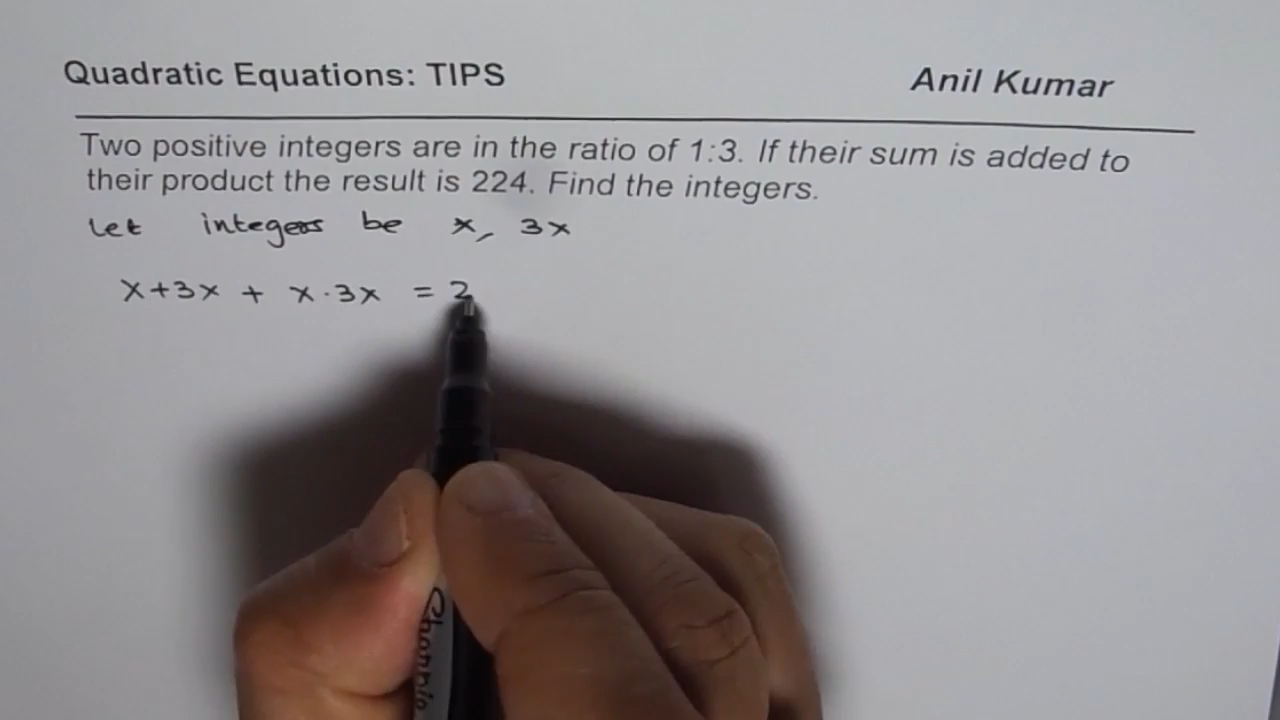 Quadratic Equations: TIPS
Anil Kumar
Two positive integers are in the ratio of 1:3. If their sum is added to
their product the result is 224. Find the integers.
Let integers be x, 3x
x+3x + x·3x = 2